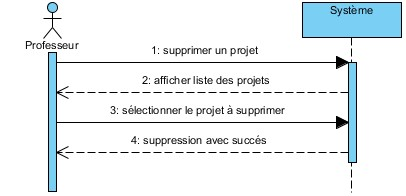 Professeur
Système
1: supprimer un projet
2: afficher liste des projets
3: sélectionner le projet à supprimer
4: suppression avec succés